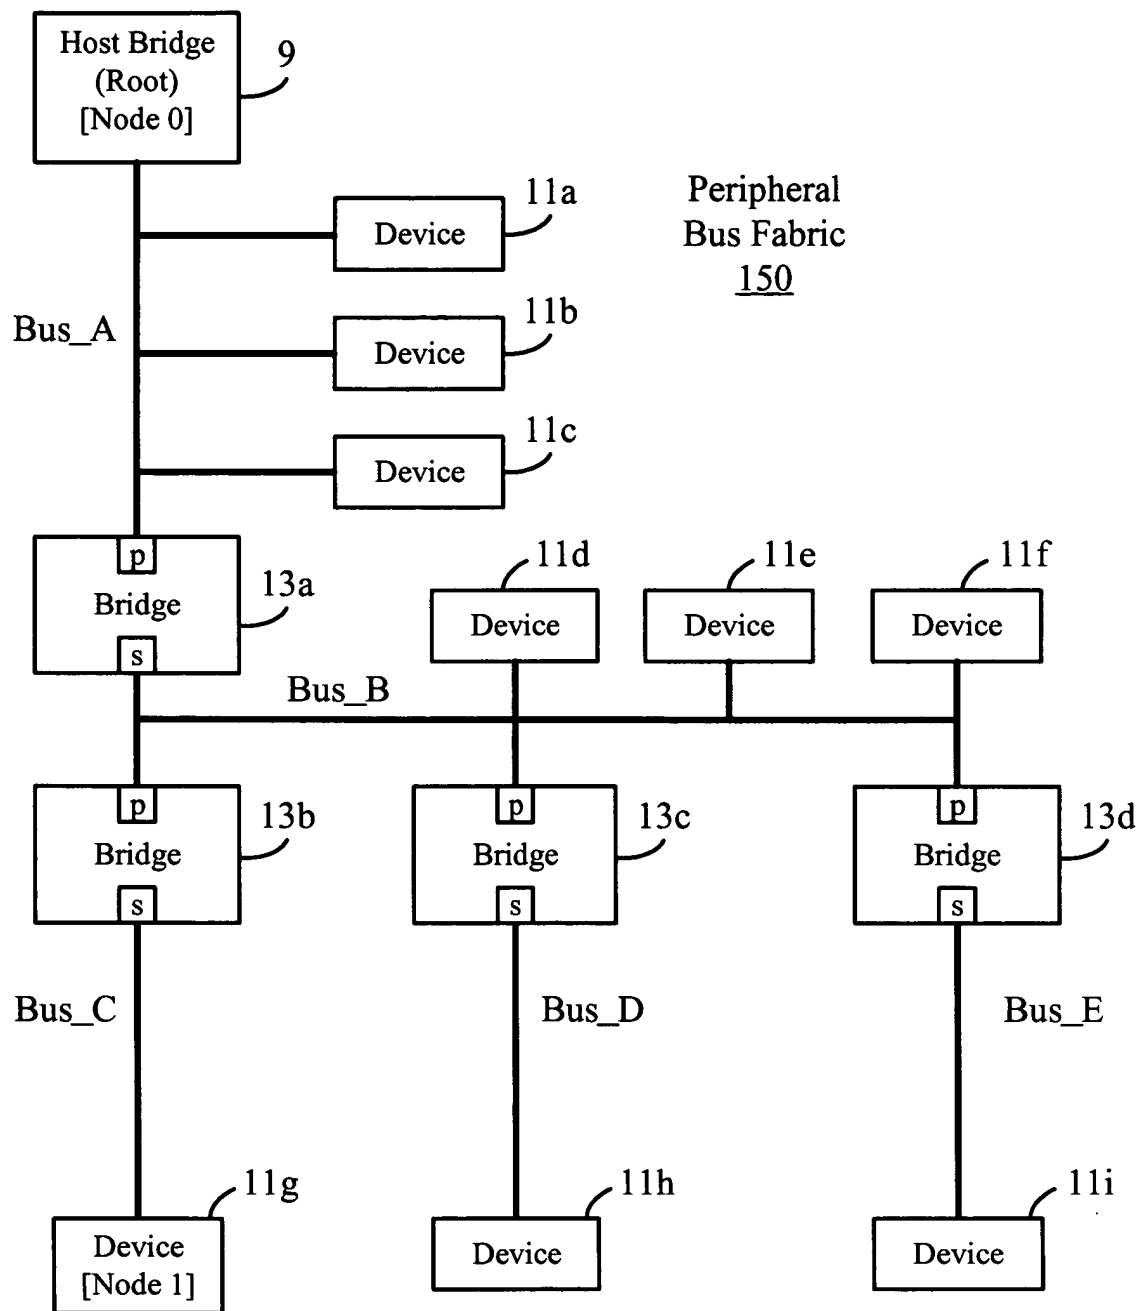 Host Bridge
(Root)
[Node 0]
9
Peripheral
Bus Fabric
150
11a
Device
Bus_A
11b
Device
11c
Device
p
Bridge
s
13a
11d
Device
11e
Device
11f
Device
Bus_B
p
Bridge
s
13b
p
Bridge
s
13c
p
Bridge
s
13d
Bus_C
Bus_D
Bus_E
11g
Device
[Node 1]
11h
Device
11i
Device